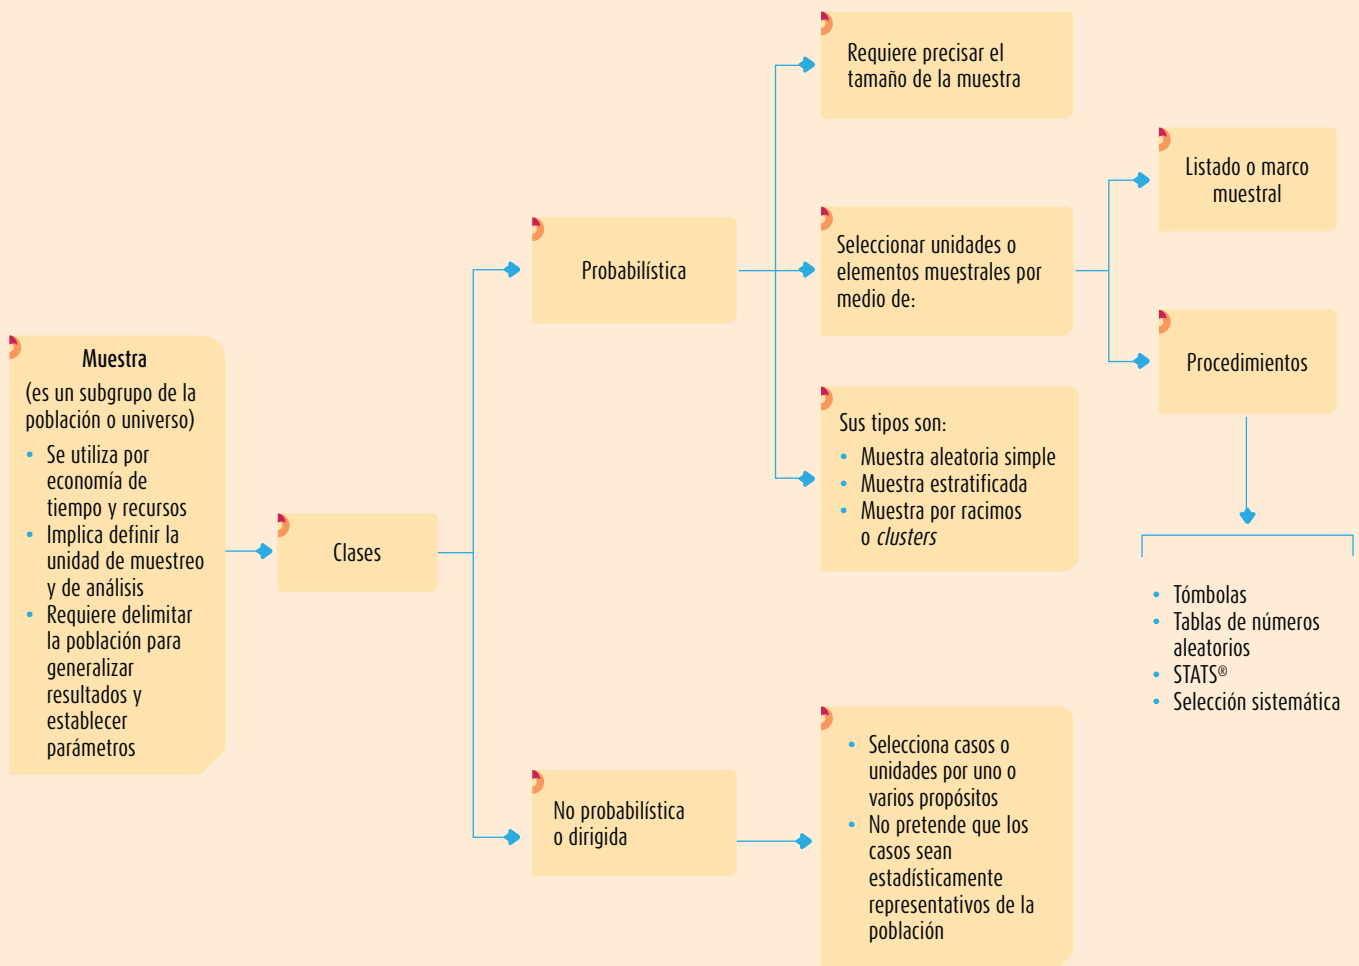 Muestra
(es un subgrupo de la
población o universo)
• Se utiliza por
economía de
tiempo y recursos
• Implica definir la
unidad de muestreo
y de análisis
• Requiere delimitar
la población para
generalizar
resultados y
establecer
parámetros
Clases
Probabilística
Requiere precisar el
tamaño de la muestra
Seleccionar unidades o
elementos muestrales por
medio de:
Listado o marco
muestral
Procedimientos
• Tómbolas
• Tablas de números
aleatorios
• STATS®
• Selección sistemática
Sus tipos son:
• Muestra aleatoria simple
• Muestra estratificada
• Muestra por racimos
o clusters
No probabilística
o dirigida
• Selecciona casos o
unidades por uno o
varios propósitos
• No pretende que los
casos sean
estadísticamente
representativos de la
población